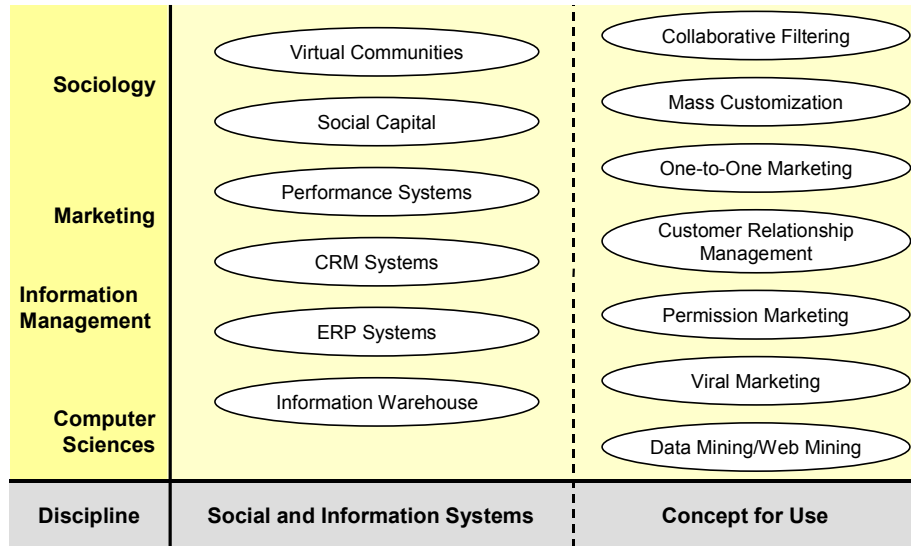 Sociology
Marketing
Information
Management
Computer
Sciences
Virtual Communities
Social Capital
Performance Systems
CRM Systems
ERP Systems
Information Warehouse
Collaborative Filtering
Mass Customization
One-to-One Marketing
Customer Relationship
Management
Permission Marketing
Viral Marketing
Data Mining/Web Mining
Discipline
Social and Information Systems
Concept for Use